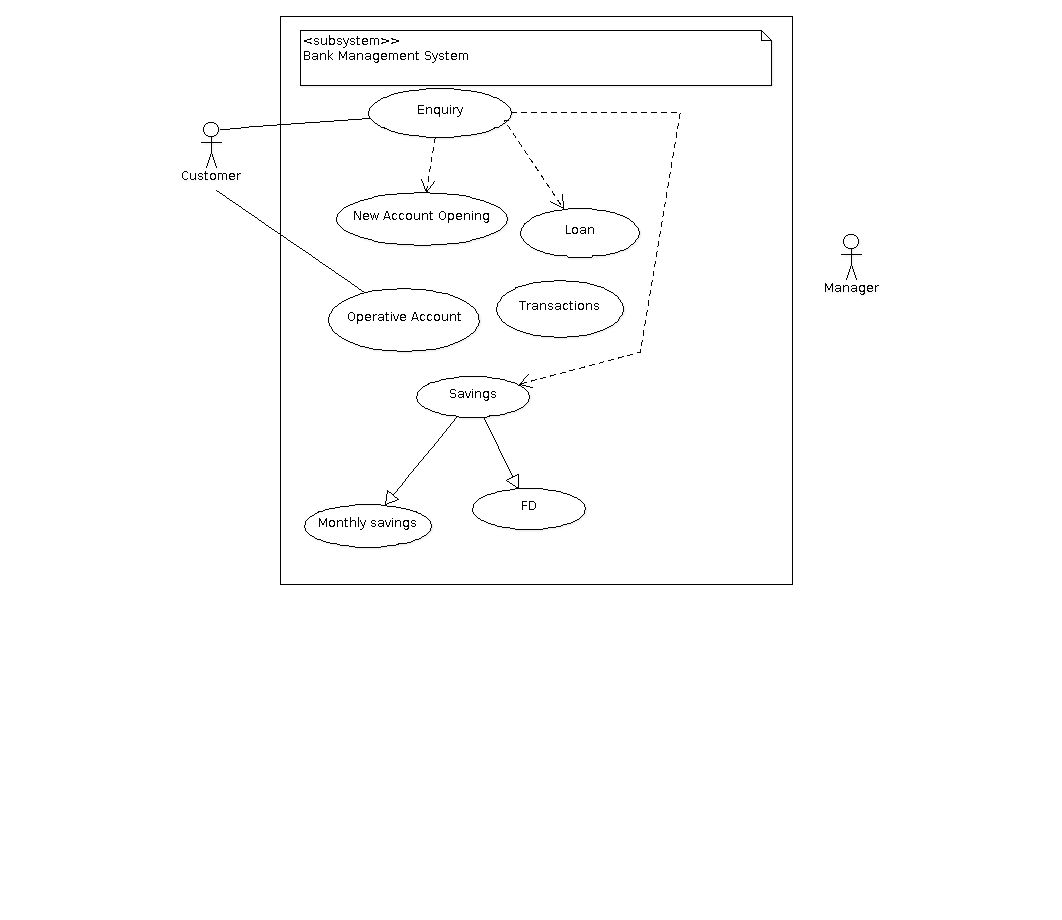 <subsystem>>
Bank Management System
Enquiry
Customer
New Account Opening
Loan
Manager
Transactions
Operative Account
Savings
FD
Monthly savings